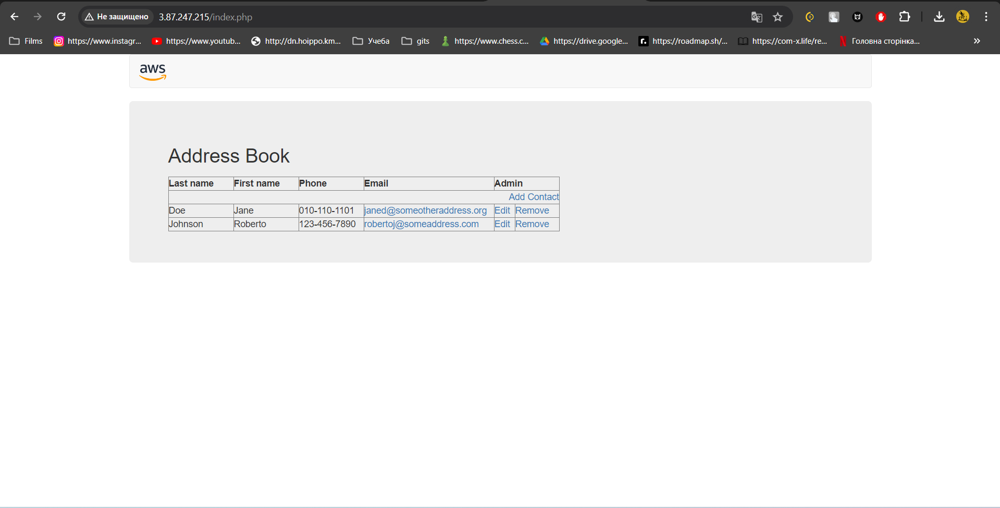 Не защищено 3.87.247.215/index.php
Films https://www.instagr... https://www.youtub... http://dn.hoippo.km... Учеба gits https://www.chess.c... https://drive.google... https://roadmap.sh/... https://com-x.life/re... Головна сторінка...
aws
Address Book
Last name First name Phone Email Admin
Add Contact
Doe Jane 010-110-1101 janed@someotheraddress.org Edit Remove
Johnson Roberto 123-456-7890 robertoj@someaddress.com Edit Remove